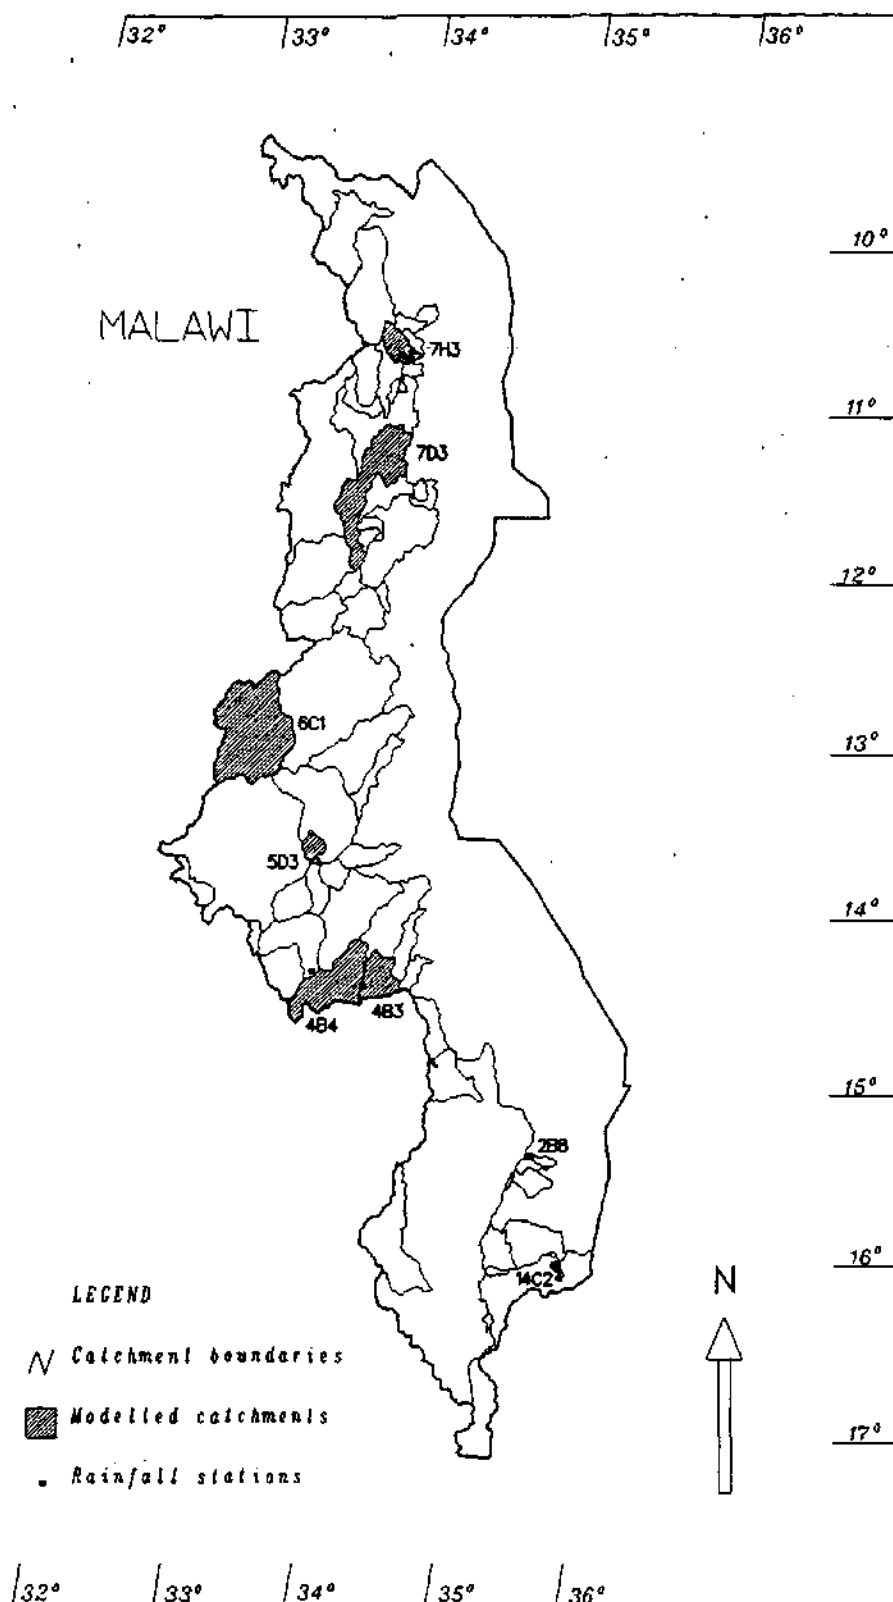 32° 33° 34° 35° 36°
10°
MALAWI
7H3
11°
7D3
12°
6C1
13°
5D3
14°
4B4 4B3
15°
2B8
16°
14C2
N
LEGEND
Catchment boundaries
Modelled catchments
17°
Rainfall stations
32° 33° 34° 35° 36°